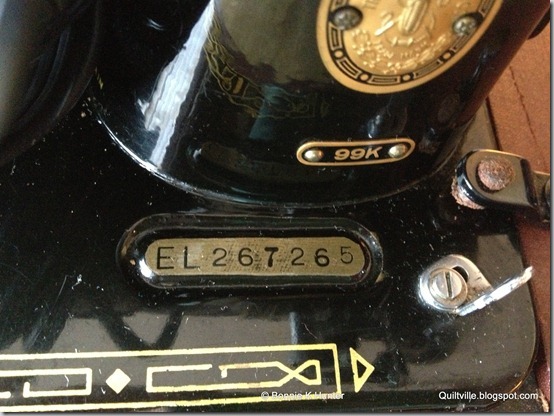 99K
EL 267265
© Bonnie K Hunter
Quiltville.blogspot.com